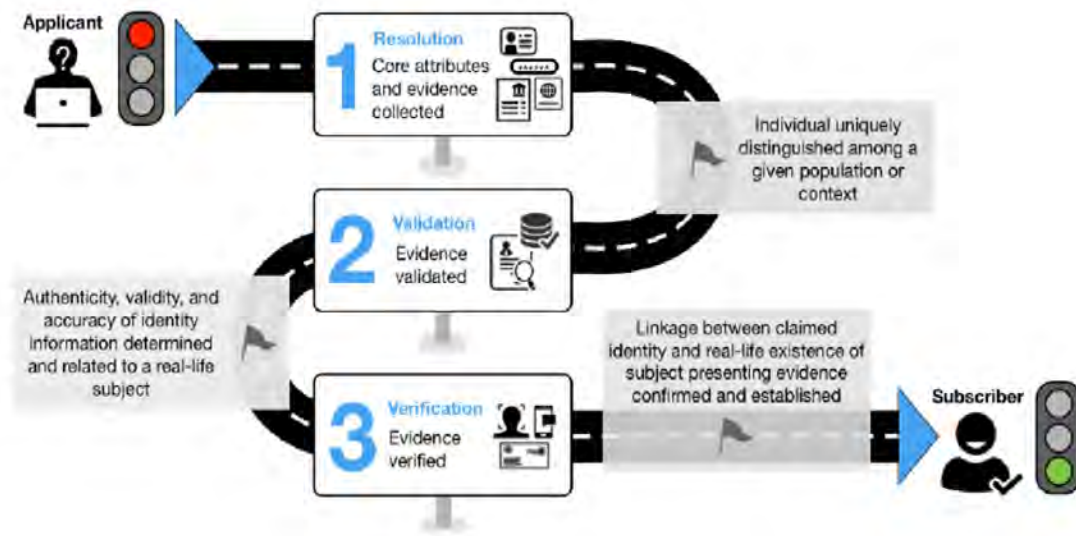 Applicant
1
Resolution
Core attributes
and evidence
collected
Individual uniquely
distinguished among a
given population or
context
2
Validation
Evidence
validated
Authenticity, validity, and
accuracy of identity
information determined
and related to a real-life
subject
3
Verification
Evidence
verified
Linkage between claimed
identity and real-life existence of
subject presenting evidence
confirmed and established
Subscriber